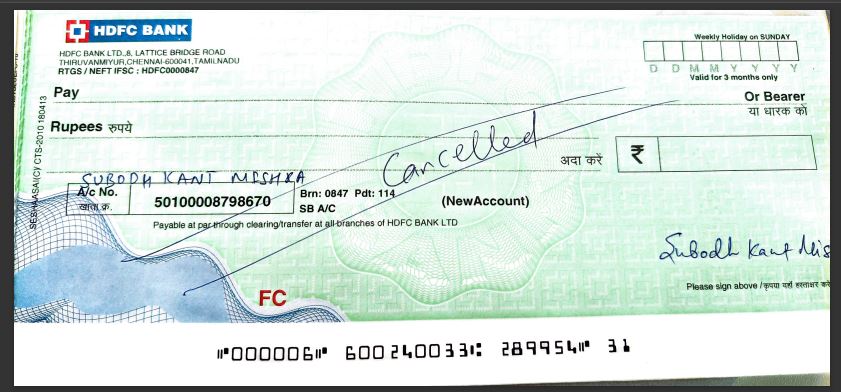 HDFC BANK
Weekly Holiday on SUNDAY
HDFC BANK LTD.,8, LATTICE BRIDGE ROAD
THIRUVANMIYUR,CHENNAI-600041,TAMILNADU
RTGS / NEFT IFSC : HDFC0000847
D D M M Y Y Y Y
Valid for 3 months only
Pay
Or Bearer
या धारक को
Rupees रुपये
Cancelled
अदा करें ₹
SUBODH KANT MISHRA
A/c No.
खाता क्र.
50100008798670
Brn: 0847 Pdt: 114
SB A/C
(NewAccount)
Payable at par through clearing/transfer at all branches of HDFC BANK LTD
CTS-2010 180413
Subodh Kant Mis
Please sign above / कृपया यहाँ हस्ताक्षर करें
FC
⑈000006⑈ 600240033⑆ 289954⑈ 31